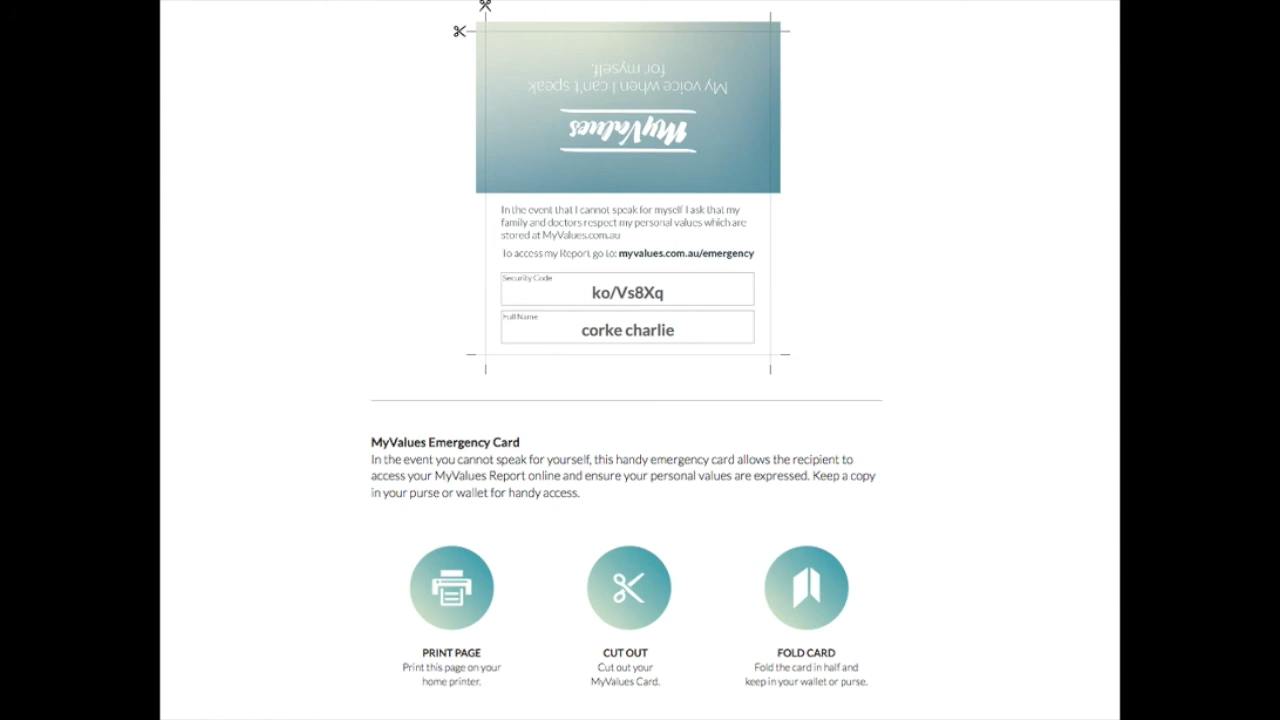 My voice when I can't speak
for myself.
MyValues
In the event that I cannot speak for myself I ask that my
family and doctors respect my personal values which are
stored at MyValues.com.au
To access my Report go to: myvalues.com.au/emergency
Security Code
ko/Vs8Xq
Full Name
corke charlie
MyValues Emergency Card
In the event you cannot speak for yourself, this handy emergency card allows the recipient to
access your MyValues Report online and ensure your personal values are expressed. Keep a copy
in your purse or wallet for handy access.
PRINT PAGE
Print this page on your
home printer.
CUT OUT
Cut out your
MyValues Card.
FOLD CARD
Fold the card in half and
keep in your wallet or purse.